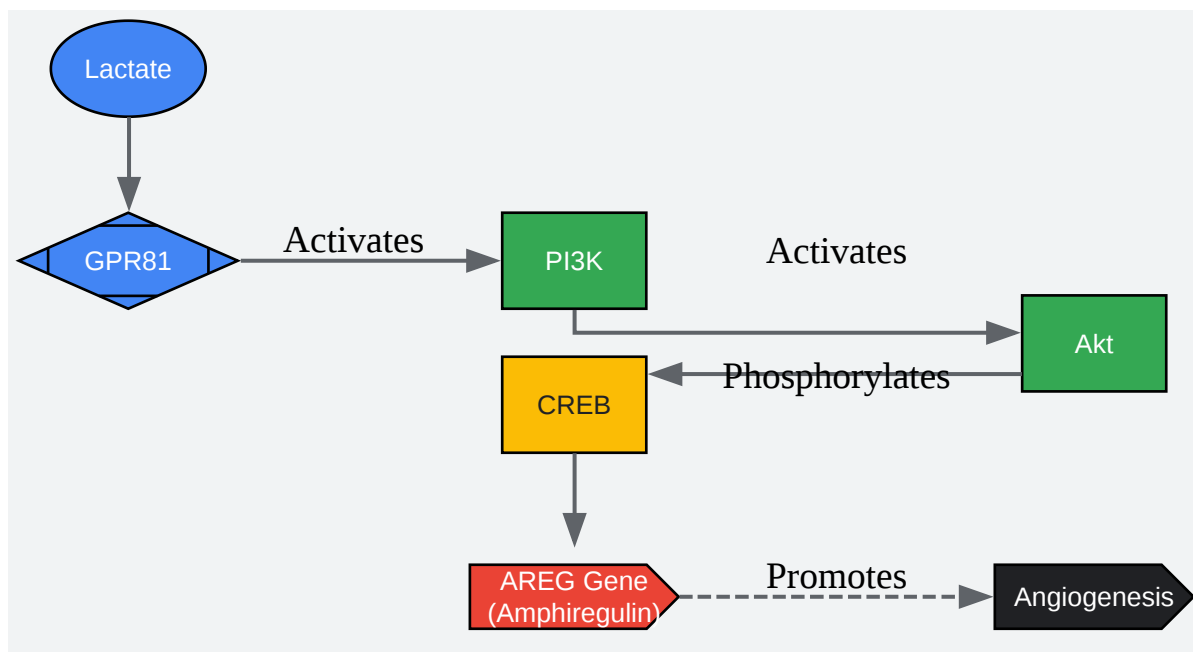 Lactate
GPR81
Activates
PI3K
Activates
Akt
Phosphorylates
CREB
AREG Gene
(Amphiregulin)
Promotes
Angiogenesis